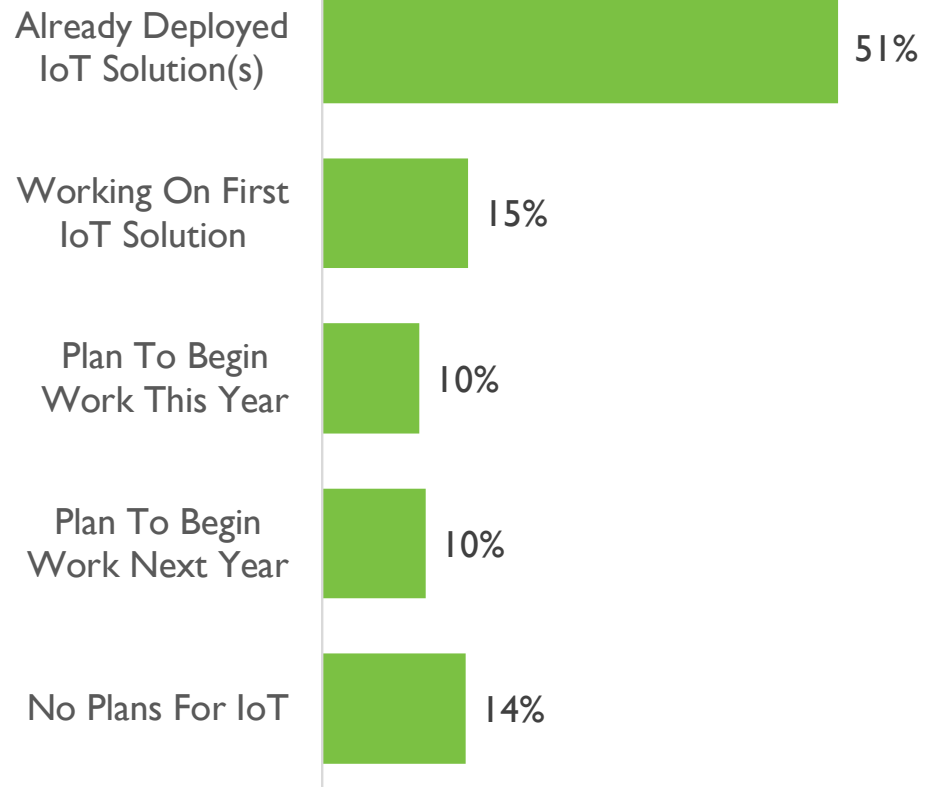 Already Deployed
IoT Solution(s)
51%
Working On First
IoT Solution
15%
Plan To Begin
Work This Year
10%
Plan To Begin
Work Next Year
10%
No Plans For IoT
14%